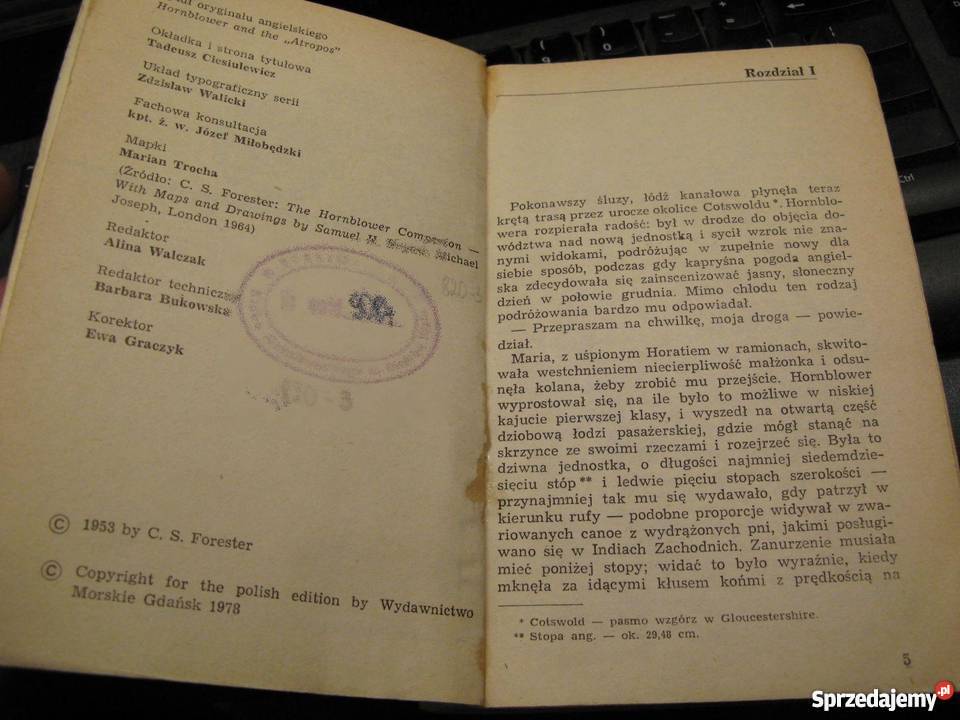 oryginału angielskiego
Hornblower and the „Atropos"
Okładka i strona tytułowa
Tadeusz Ciesiulewicz
Układ typograficzny serii
Zdzisław Walicki
Fachowa konsultacja
kpt. ż. w. Józef Miłobędzki
Mapki
Marian Trocha
(Źródło: C. S. Forester: The Hornblower Companion —
With Maps and Drawings by Samuel H. Michael
Joseph, London 1964)
Redaktor
Alina Walczak
Redaktor techniczny
Barbara Bukowska
Korektor
Ewa Graczyk
© 1953 by C. S. Forester
© Copyright for the polish edition by Wydawnictwo
Morskie Gdańsk 1978
Rozdział I
Pokonawszy śluzy, łódź kanałowa płynęła teraz
krętą trasą przez urocze okolice Cotswoldu *. Hornblo-
wera rozpierała radość: był w drodze do objęcia do-
wództwa nad nową jednostką i sycił wzrok nie zna-
nymi widokami, podróżując w zupełnie nowy dla
siebie sposób, podczas gdy kapryśna pogoda angiel-
ska zdecydowała się zainscenizować jasny, słoneczny
dzień w połowie grudnia. Mimo chłodu ten rodzaj
podróżowania bardzo mu odpowiadał.
— Przepraszam na chwilkę, moja droga — powie-
dział.
Maria, z uśpionym Horatiem w ramionach, skwito-
wała westchnieniem niecierpliwość małżonka i odsu-
nęła kolana, żeby zrobić mu przejście. Hornblower
wyprostował się, na ile było to możliwe w niskiej
kajucie pierwszej klasy, i wyszedł na otwartą część
dziobową łodzi pasażerskiej, gdzie mógł stanąć na
skrzynce ze swoimi rzeczami i rozejrzeć się. Była to
dziwna jednostka, o długości najmniej siedemdzie-
sięciu stóp ** i ledwie pięciu stopach szerokości —
przynajmniej tak mu się wydawało, gdy patrzył w
kierunku rufy — podobne proporcje widywał w zwa-
riowanych canoe z wydrążonych pni, jakimi posługi-
wano się w Indiach Zachodnich. Zanurzenie musiała
mieć poniżej stopy; widać to było wyraźnie, kiedy
mknęła za idącymi kłusem końmi z prędkością na
* Cotswold — pasmo wzgórz w Gloucestershire.
** Stopa ang. — ok. 29,48 cm.
5
Ctrl
Sprzedajemy.pl